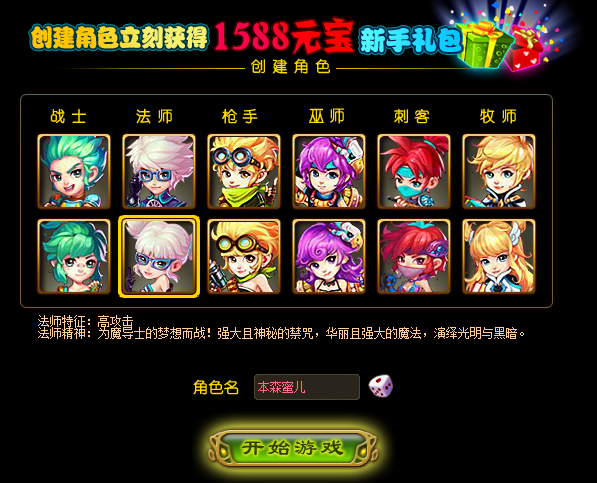 创建角色立刻获得1588元宝新手礼包
创建角色
战士 法师 枪手 巫师 刺客 牧师
法师特征：高攻击
法师精神：为魔导士的梦想而战！强大且神秘的禁咒，华丽且强大的魔法，演绎光明与黑暗。
角色名 本森蜜儿
开始游戏